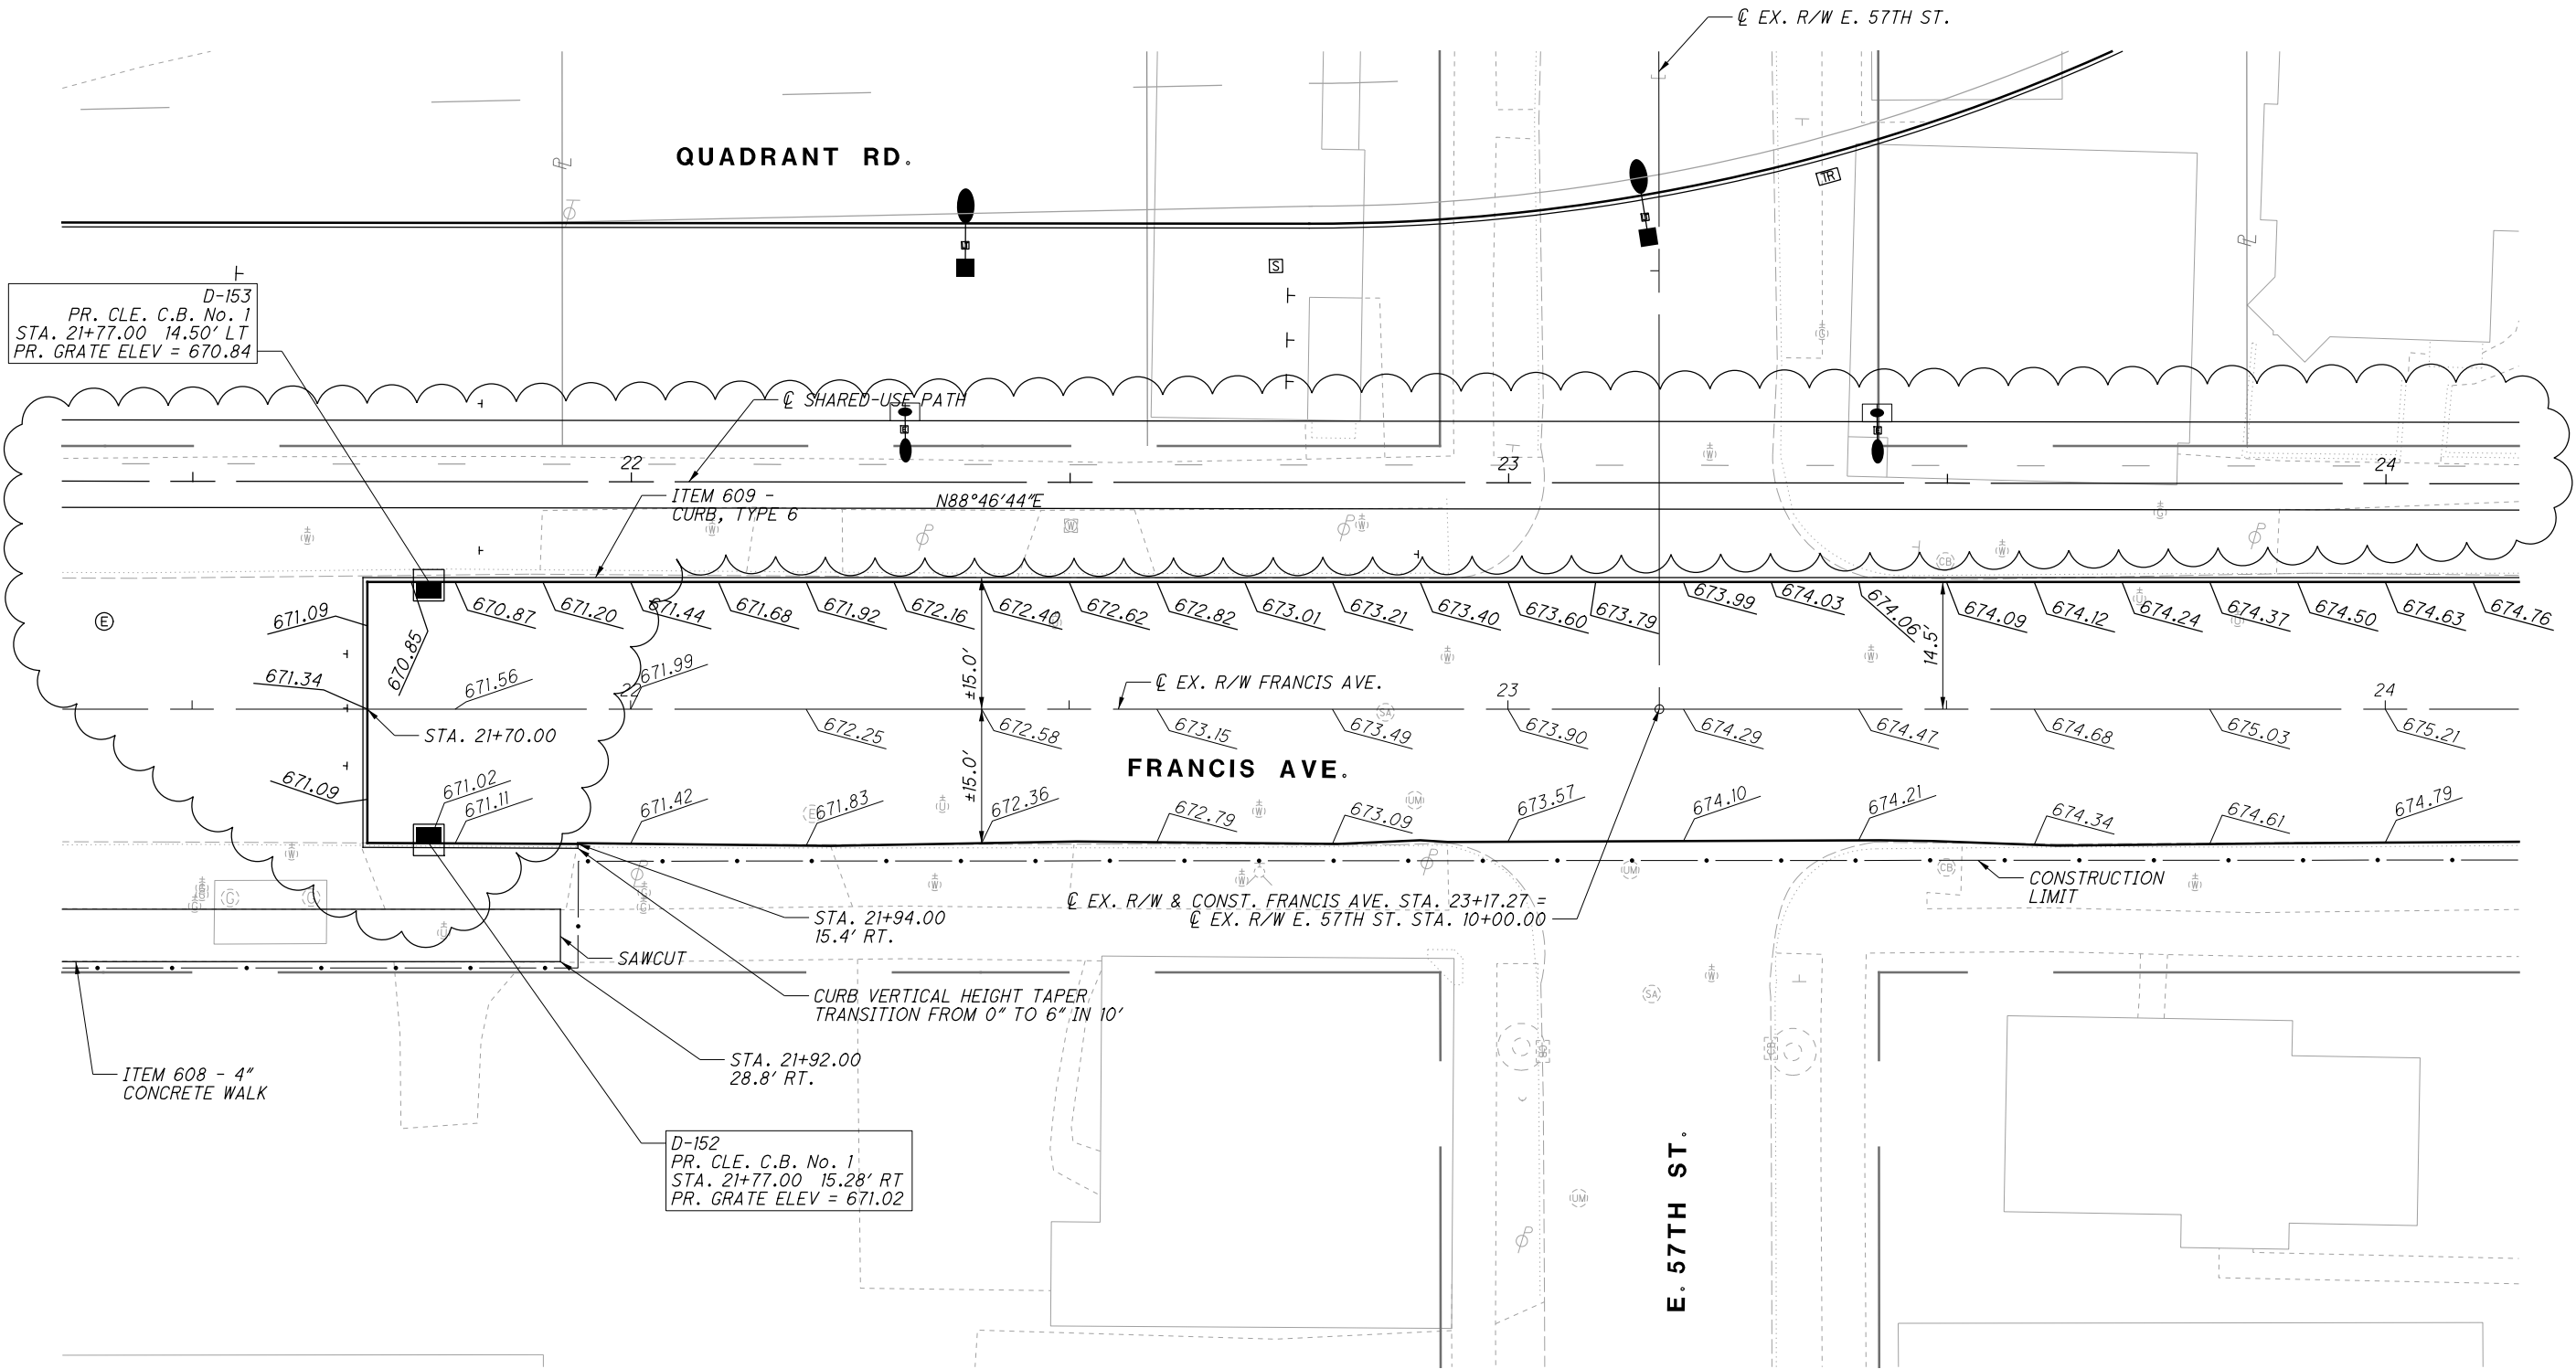 ℄ EX. R/W E. 57TH ST.
QUADRANT RD.
TR
S
D-153
PR. CLE. C.B. No. 1
STA. 21+77.00 14.50' LT
PR. GRATE ELEV = 670.84
℄ SHARED-USE PATH
22
23
24
ITEM 609 -
CURB, TYPE 6
N88°46'44"E
671.09
670.85
670.87
671.20
671.44
671.68
671.92
672.16
672.40
672.62
672.82
673.01
673.21
673.40
673.60
673.79
673.99
674.03
674.06
674.09
674.12
674.24
674.37
674.50
674.63
674.76
E
±15.0'
14.5'
671.34
671.56
671.99
22
℄ EX. R/W FRANCIS AVE.
23
24
STA. 21+70.00
672.25
672.58
673.15
673.49
673.90
674.29
674.47
674.68
675.03
675.21
FRANCIS AVE.
±15.0'
671.09
671.02
671.11
671.42
671.83
672.36
672.79
673.09
673.57
674.10
674.21
674.34
674.61
674.79
CONSTRUCTION
LIMIT
℄ EX. R/W & CONST. FRANCIS AVE. STA. 23+17.27 =
℄ EX. R/W E. 57TH ST. STA. 10+00.00
STA. 21+94.00
15.4' RT.
SAWCUT
CURB VERTICAL HEIGHT TAPER
TRANSITION FROM 0" TO 6" IN 10'
STA. 21+92.00
28.8' RT.
ITEM 608 - 4"
CONCRETE WALK
D-152
PR. CLE. C.B. No. 1
STA. 21+77.00 15.28' RT
PR. GRATE ELEV = 671.02
E. 57TH ST.